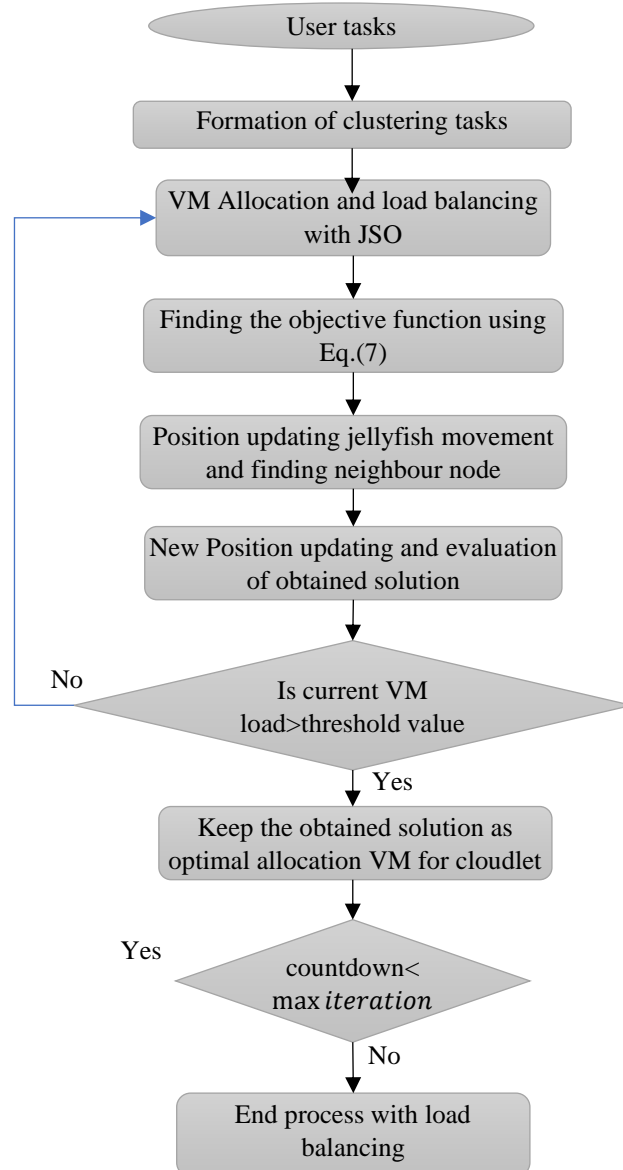 User tasks
Formation of clustering tasks
VM Allocation and load balancing
with JSO
Finding the objective function using
Eq.(7)
Position updating jellyfish movement
and finding neighbour node
New Position updating and evaluation
of obtained solution
No
Is current VM
load>threshold value
Yes
Keep the obtained solution as
optimal allocation VM for cloudlet
Yes
countdown<
max iteration
No
End process with load
balancing